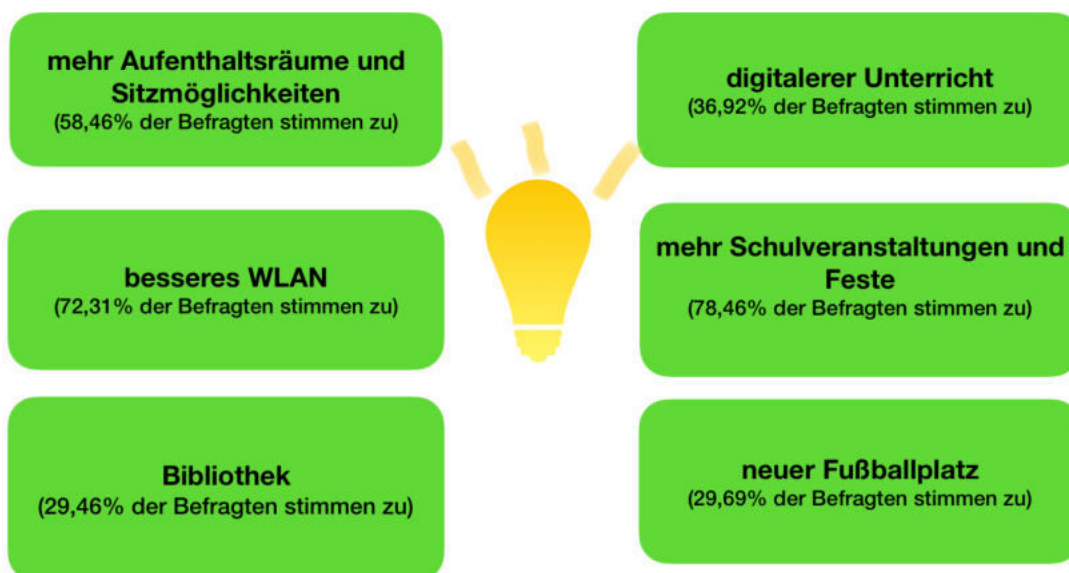 mehr Aufenthaltsräume und
Sitzmöglichkeiten
(58,46% der Befragten stimmen zu)
digitalerer Unterricht
(36,92% der Befragten stimmen zu)
besseres WLAN
(72,31% der Befragten stimmen zu)
mehr Schulveranstaltungen und
Feste
(78,46% der Befragten stimmen zu)
Bibliothek
(29,46% der Befragten stimmen zu)
neuer Fußballplatz
(29,69% der Befragten stimmen zu)